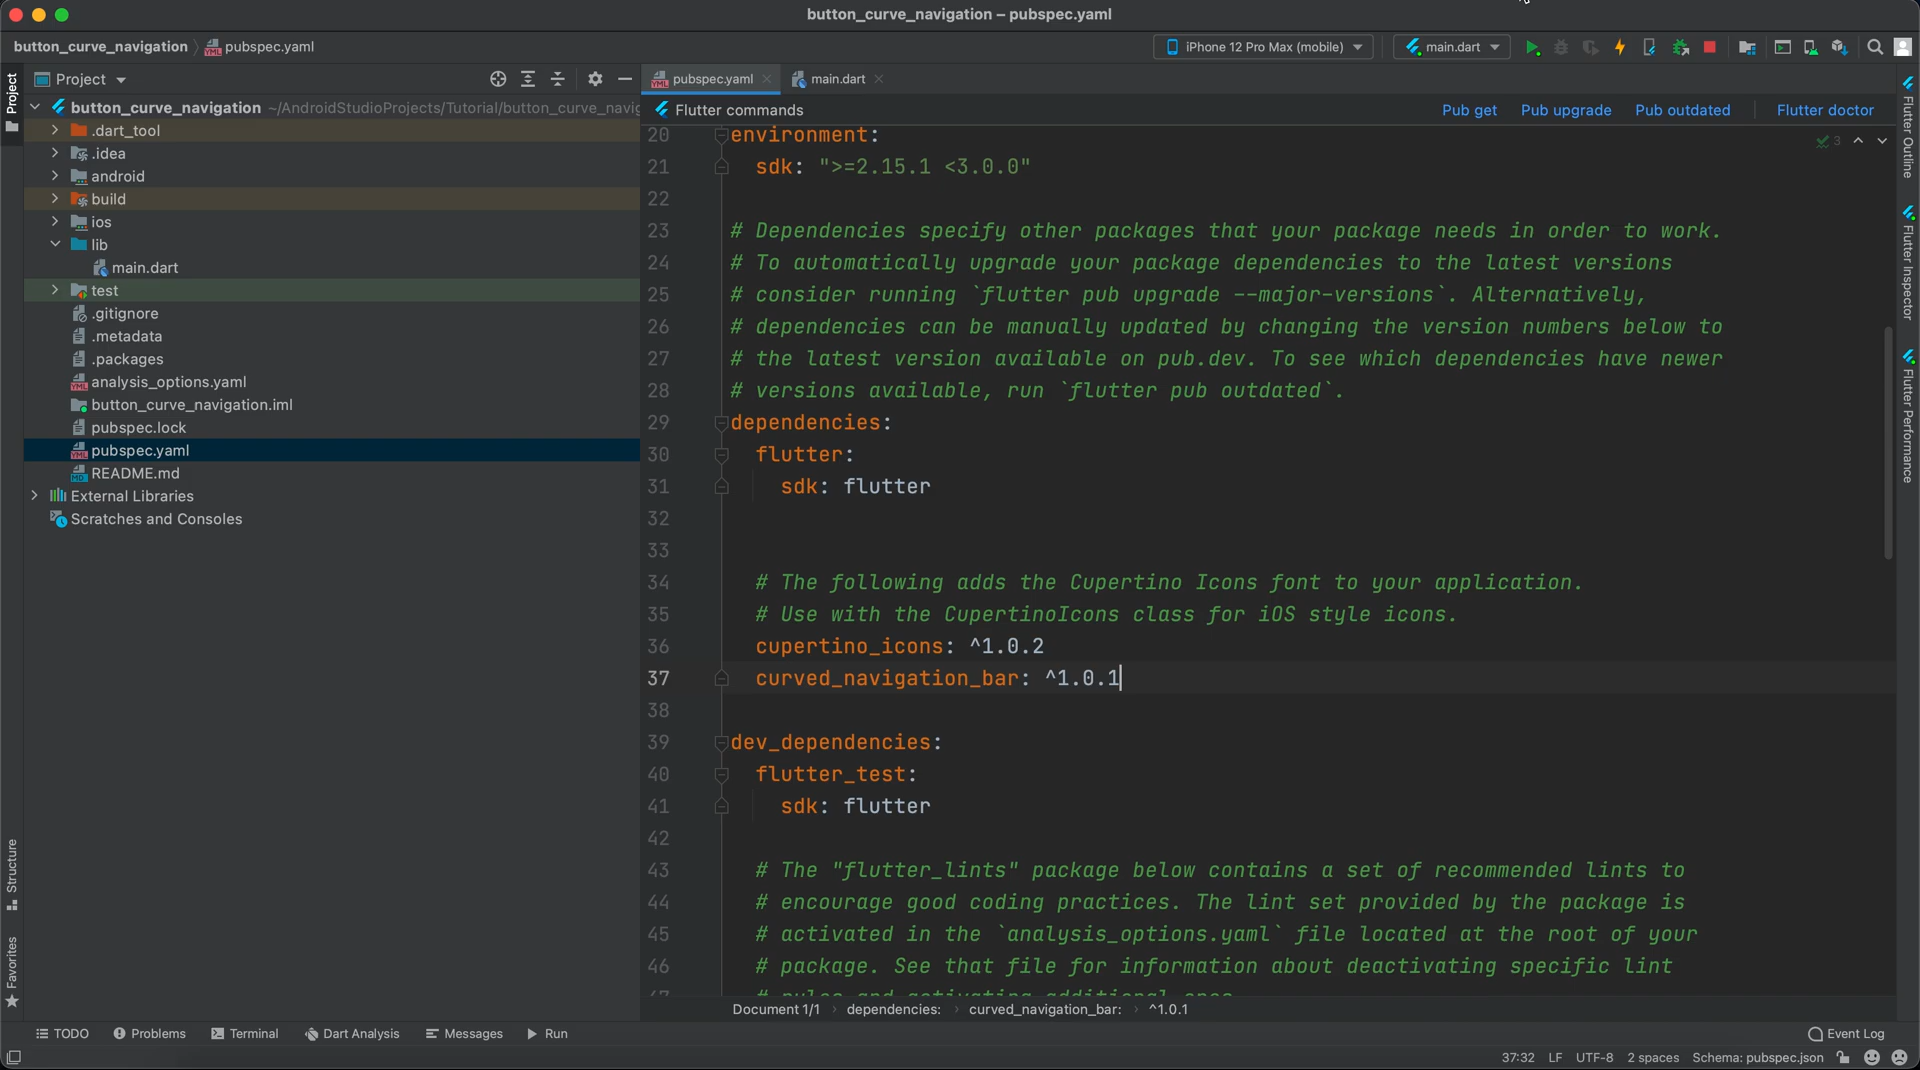 button_curve_navigation – pubspec.yaml
button_curve_navigation
pubspec.yaml
iPhone 12 Pro Max (mobile)
main.dart
Project
Project
pubspec.yaml
main.dart
button_curve_navigation ~/AndroidStudioProjects/Tutorial/button_curve_navig
.dart_tool
.idea
android
build
ios
lib
main.dart
test
.gitignore
.metadata
.packages
analysis_options.yaml
button_curve_navigation.iml
pubspec.lock
pubspec.yaml
README.md
External Libraries
Scratches and Consoles
Structure
Favorites
Flutter commands
Pub get
Pub upgrade
Pub outdated
Flutter doctor
3
20 environment:
21 sdk: ">=2.15.1 <3.0.0"
22
23 # Dependencies specify other packages that your package needs in order to work.
24 # To automatically upgrade your package dependencies to the latest versions
25 # consider running `flutter pub upgrade --major-versions`. Alternatively,
26 # dependencies can be manually updated by changing the version numbers below to
27 # the latest version available on pub.dev. To see which dependencies have newer
28 # versions available, run `flutter pub outdated`.
29 dependencies:
30 flutter:
31 sdk: flutter
32
33
34 # The following adds the Cupertino Icons font to your application.
35 # Use with the CupertinoIcons class for iOS style icons.
36 cupertino_icons: ^1.0.2
37 curved_navigation_bar: ^1.0.1
38
39 dev_dependencies:
40 flutter_test:
41 sdk: flutter
42
43 # The "flutter_lints" package below contains a set of recommended lints to
44 # encourage good coding practices. The lint set provided by the package is
45 # activated in the `analysis_options.yaml` file located at the root of your
46 # package. See that file for information about deactivating specific lint
47 # rules and activating additional ones.
Flutter Outline
Flutter Inspector
Flutter Performance
Document 1/1 › dependencies: › curved_navigation_bar: › ^1.0.1
TODO
Problems
Terminal
Dart Analysis
Messages
Run
Event Log
37:32 LF UTF-8 2 spaces Schema: pubspec.json